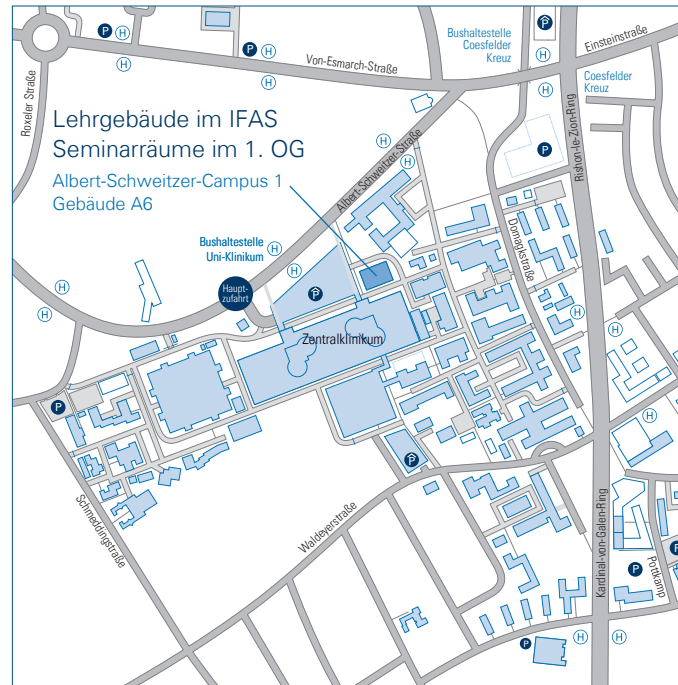 P
H
H
P
H
H
Von-Esmarch-Straße
Roxeler Straße
Bushaltestelle
Coesfelder
Kreuz
P
H
H
Einsteinstraße
Coesfelder
Kreuz
Rishon-le-Zion-Ring
P
Lehrgebäude im IFAS
Seminarräume im 1. OG
Albert-Schweitzer-Campus 1
Gebäude A6
Albert-Schweitzer-Straße
H
H
Domagkstraße
Bushaltestelle
Uni-Klinikum
H
H
Haupt-
zufahrt
P
H
H
Zentralklinikum
H
H
P
P
H
Schmeddingstraße
Waldeyerstraße
Kardinal-von-Galen-Ring
Pottkamp
P
P
P
H
H